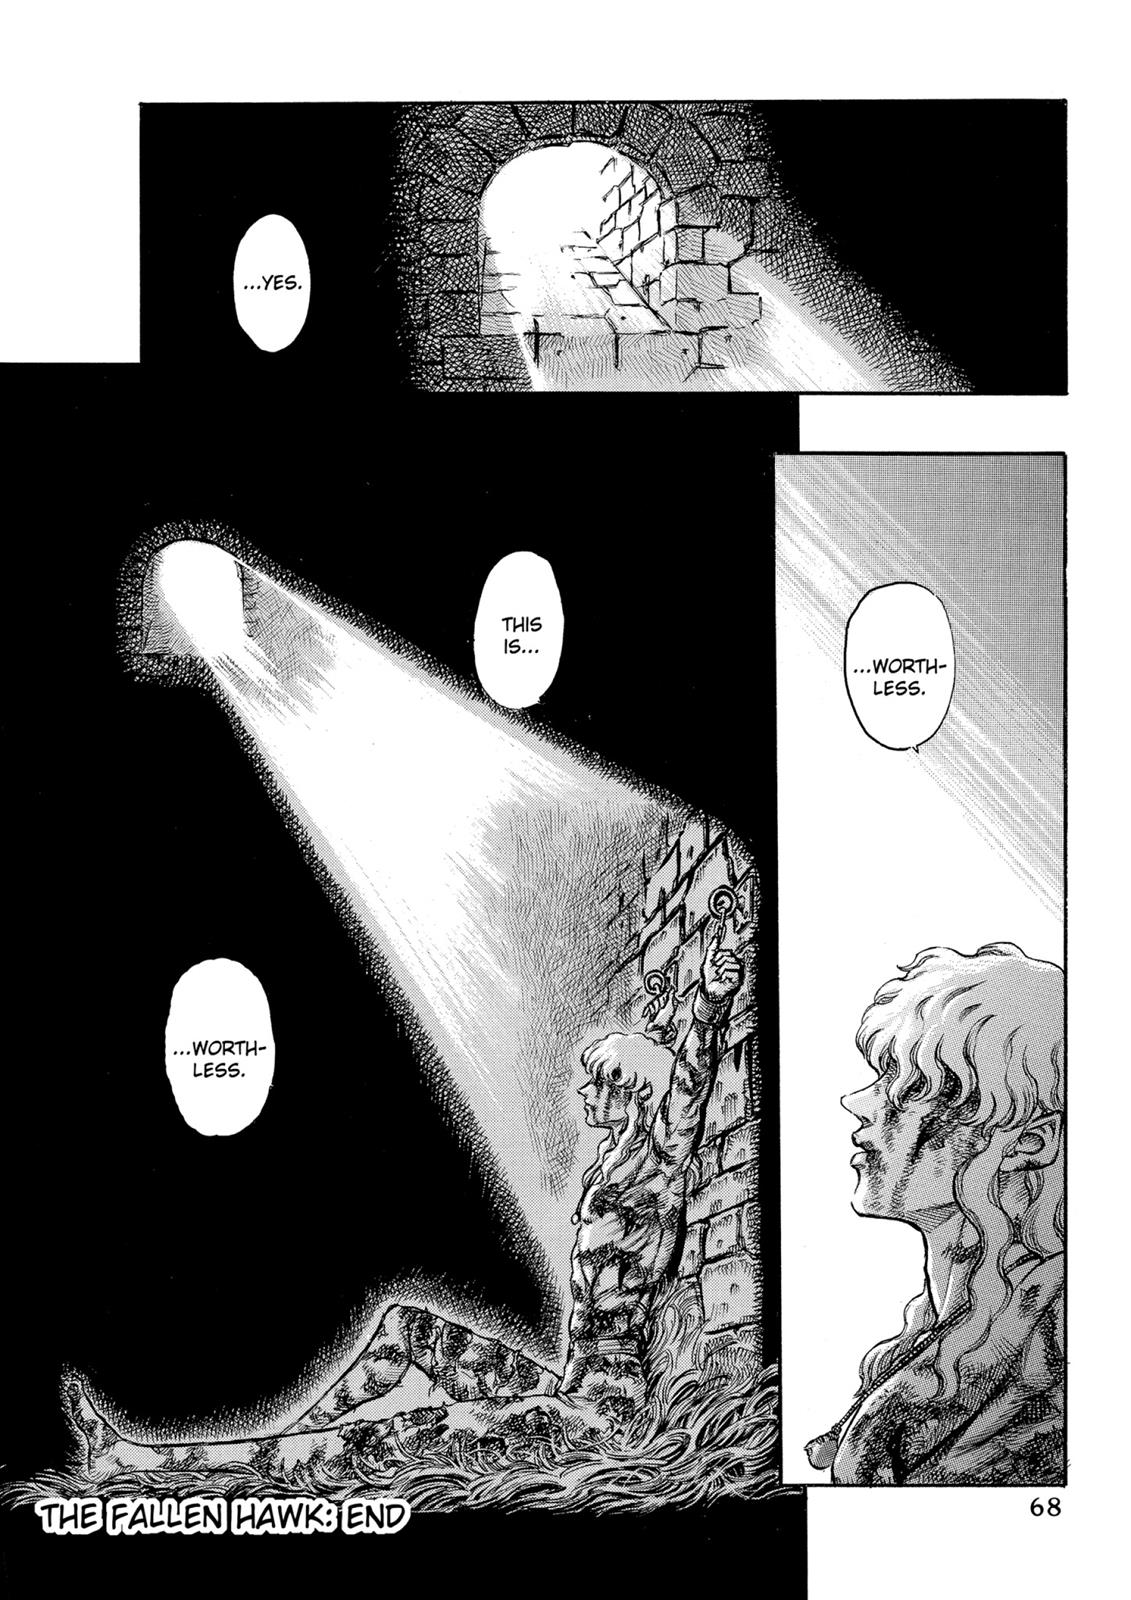 ...YES.
...WORTH-
LESS.
THIS
IS...
...WORTH-
LESS.
THE FALLEN HAWK: END
68